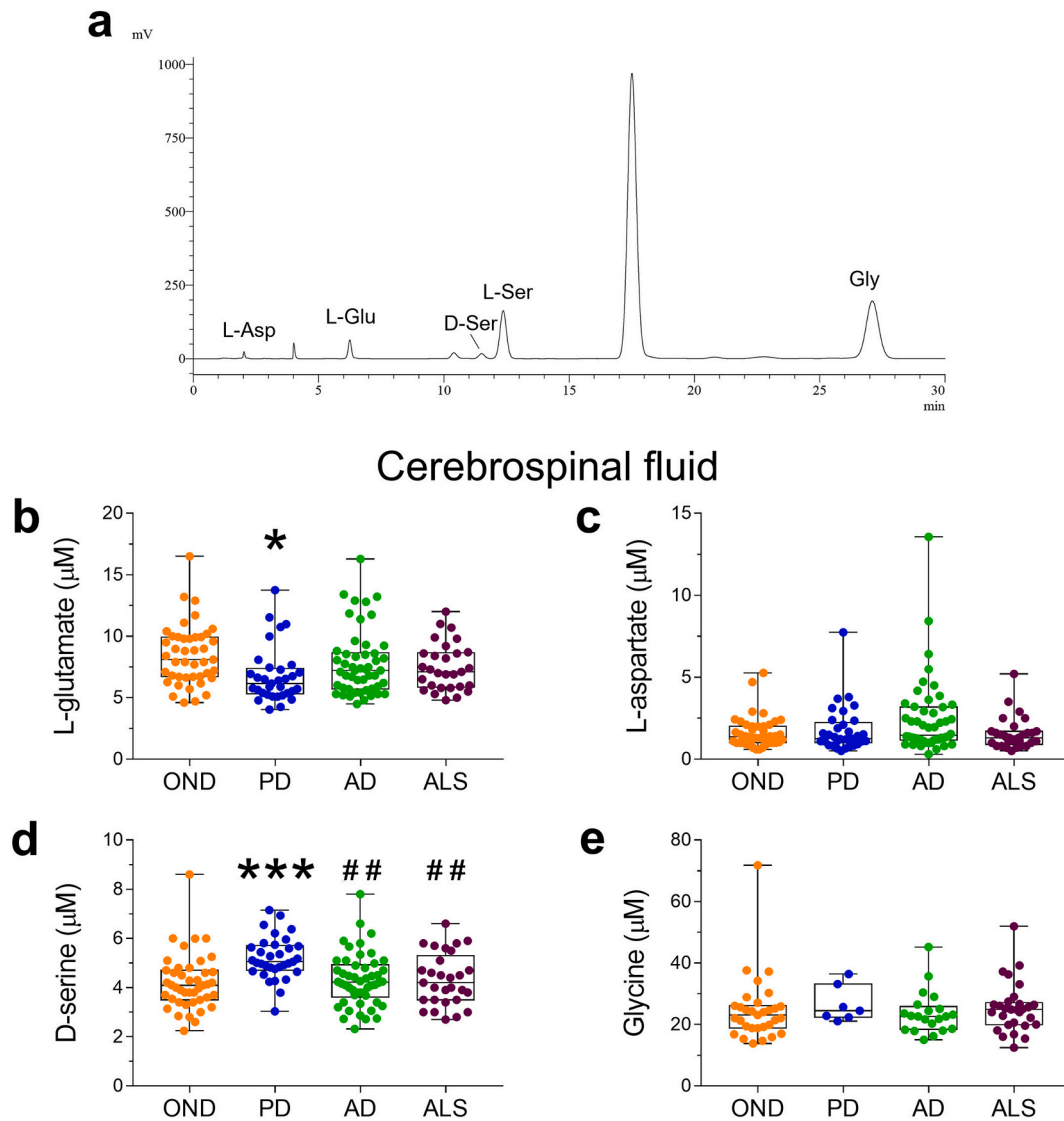 a
mV
1000
750
500
250
0
L-Asp
L-Glu
D-Ser
L-Ser
Gly
0 5 10 15 20 25 30
min
Cerebrospinal fluid
b
L-glutamate (μM)
20
15
10
5
0
*
OND PD AD ALS
c
L-aspartate (μM)
15
10
5
0
OND PD AD ALS
d
D-serine (μM)
10
8
6
4
2
0
*** ## ##
OND PD AD ALS
e
Glycine (μM)
80
60
40
20
0
OND PD AD ALS